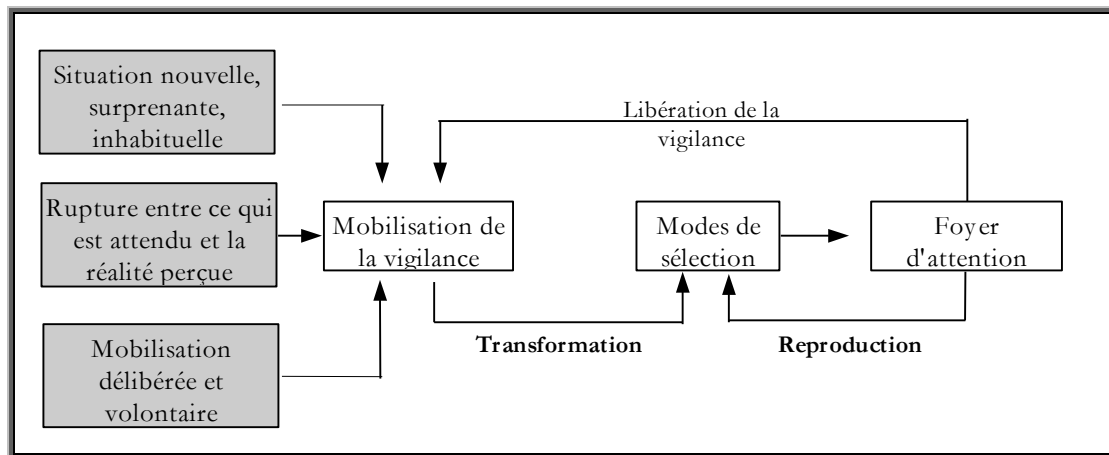 Situation nouvelle,
surprenante,
inhabituelle
Libération de la
vigilance
Rupture entre ce qui
est attendu et la
réalité perçue
Mobilisation de
la vigilance
Modes de
sélection
Foyer
d'attention
Transformation
Reproduction
Mobilisation
délibérée et
volontaire